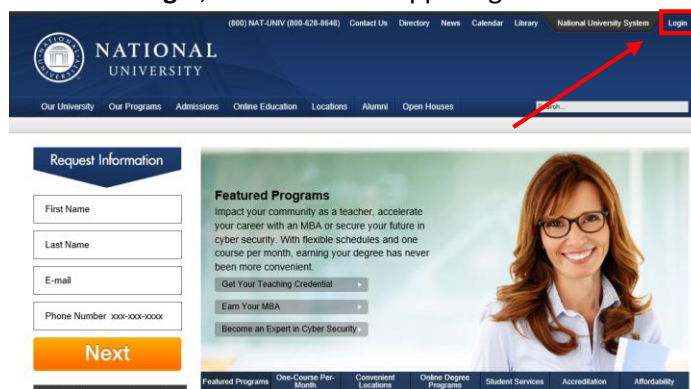 (800) NAT-UNIV (800-628-8648) Contact Us Directory News Calendar Library National University System Login
NATIONAL
UNIVERSITY
Our University Our Programs Admissions Online Education Locations Alumni Open Houses
Request Information
First Name
Last Name
E-mail
Phone Number xxx-xxx-xxxx
Next
Featured Programs
Impact your community as a teacher, accelerate
your career with an MBA or secure your future in
cyber security. With flexible schedules and one
course per month, earning your degree has never
been more convenient.
Get Your Teaching Credential
Earn Your MBA
Become an Expert in Cyber Security
Featured Programs One-Course Per-Month Convenient Locations Online Degree Programs Student Services Accreditation Affordability